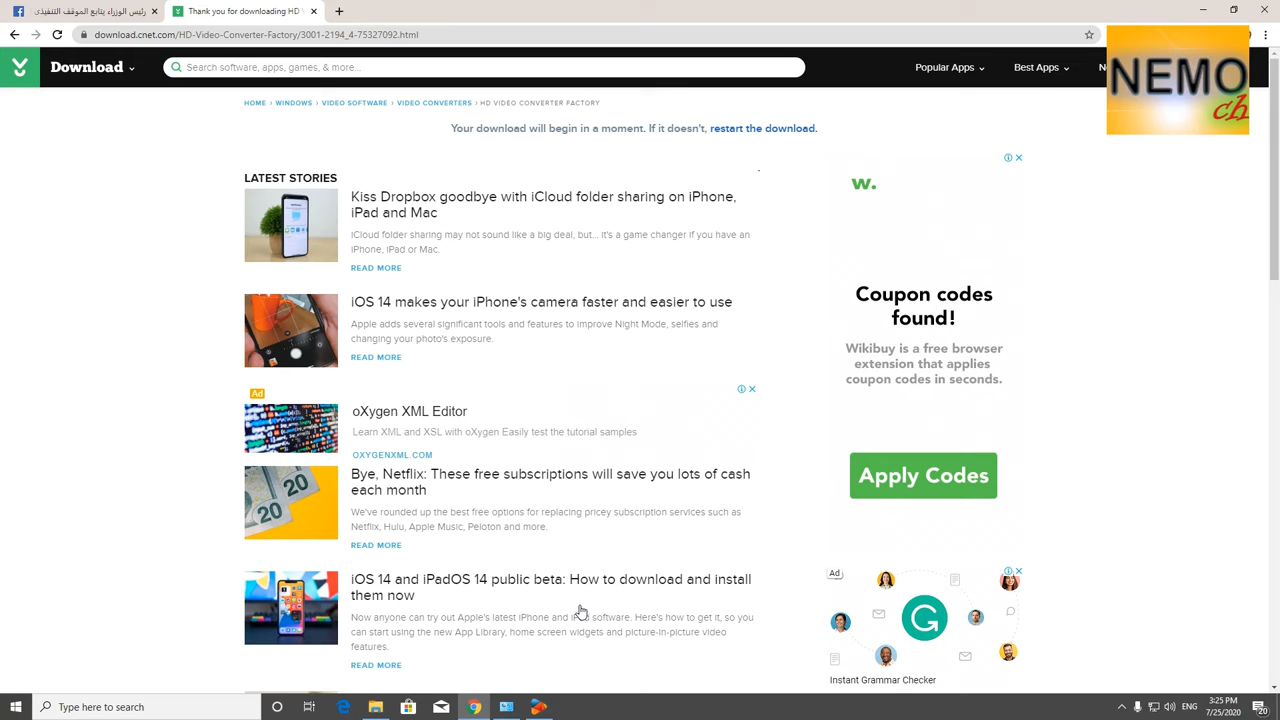 رئيس الوزراء يتابع الموقف التنفيذى
Thank you for downloading HD
download.cnet.com/HD-Video-Converter-Factory/3001-2194_4-75327092.html
Download
Search software, apps, games, & more...
Popular Apps
Best Apps
N
NEMO
ch
HOME › WINDOWS › VIDEO SOFTWARE › VIDEO CONVERTERS › HD VIDEO CONVERTER FACTORY
Your download will begin in a moment. If it doesn't, restart the download.
LATEST STORIES
Kiss Dropbox goodbye with iCloud folder sharing on iPhone,
iPad and Mac
ICloud folder sharing may not sound like a big deal, but... it's a game changer if you have an
iPhone, iPad or Mac.
READ MORE
iOS 14 makes your iPhone's camera faster and easier to use
Apple adds several significant tools and features to improve Night Mode, selfies and
changing your photo's exposure.
READ MORE
Ad
oXygen XML Editor
Learn XML and XSL with oXygen Easily test the tutorial samples
OXYGENXML.COM
Bye, Netflix: These free subscriptions will save you lots of cash
each month
We've rounded up the best free options for replacing pricey subscription services such as
Netflix, Hulu, Apple Music, Peloton and more.
READ MORE
iOS 14 and iPadOS 14 public beta: How to download and install
them now
Now anyone can try out Apple's latest iPhone and software. Here's how to get it, so you
can start using the new App Library, home screen widgets and picture-in-picture video
features.
READ MORE
w.
Coupon codes
found!
Wikibuy is a free browser
extension that applies
coupon codes in seconds.
Apply Codes
Ad
G
Instant Grammar Checker
Type here to search
ENG
3:25 PM
7/25/2020
20